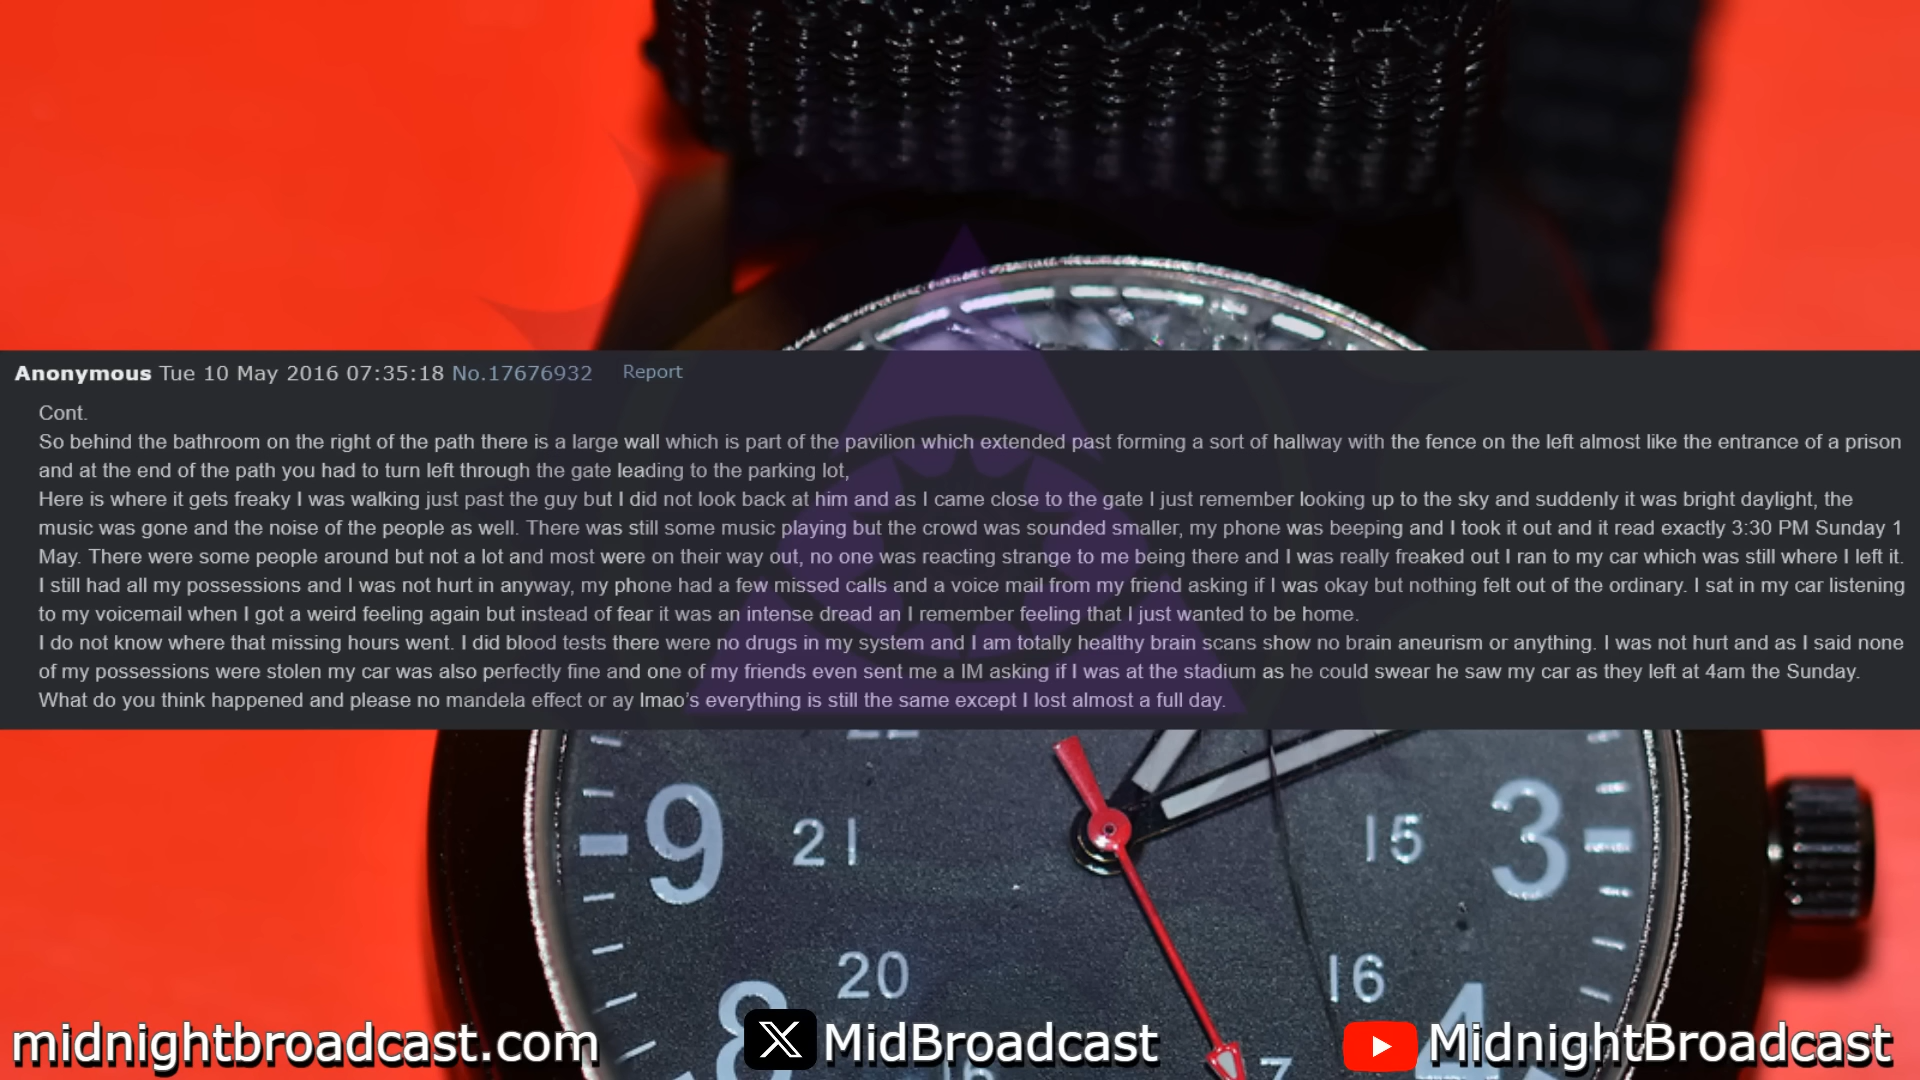 Anonymous Tue 10 May 2016 07:35:18 No.17676932 Report
Cont.
So behind the bathroom on the right of the path there is a large wall which is part of the pavilion which extended past forming a sort of hallway with the fence on the left almost like the entrance of a prison
and at the end of the path you had to turn left through the gate leading to the parking lot,
Here is where it gets freaky I was walking just past the guy but I did not look back at him and as I came close to the gate I just remember looking up to the sky and suddenly it was bright daylight, the
music was gone and the noise of the people as well. There was still some music playing but the crowd was sounded smaller, my phone was beeping and I took it out and it read exactly 3:30 PM Sunday 1
May. There were some people around but not a lot and most were on their way out, no one was reacting strange to me being there and I was really freaked out I ran to my car which was still where I left it.
I still had all my possessions and I was not hurt in anyway, my phone had a few missed calls and a voice mail from my friend asking if I was okay but nothing felt out of the ordinary. I sat in my car listening
to my voicemail when I got a weird feeling again but instead of fear it was an intense dread an I remember feeling that I just wanted to be home.
I do not know where that missing hours went. I did blood tests there were no drugs in my system and I am totally healthy brain scans show no brain aneurism or anything. I was not hurt and as I said none
of my possessions were stolen my car was also perfectly fine and one of my friends even sent me a IM asking if I was at the stadium as he could swear he saw my car as they left at 4am the Sunday.
What do you think happened and please no mandela effect or ay lmao's everything is still the same except I lost almost a full day.
9 21 15 3
20 16
8 4
midnightbroadcast.com MidBroadcast MidnightBroadcast